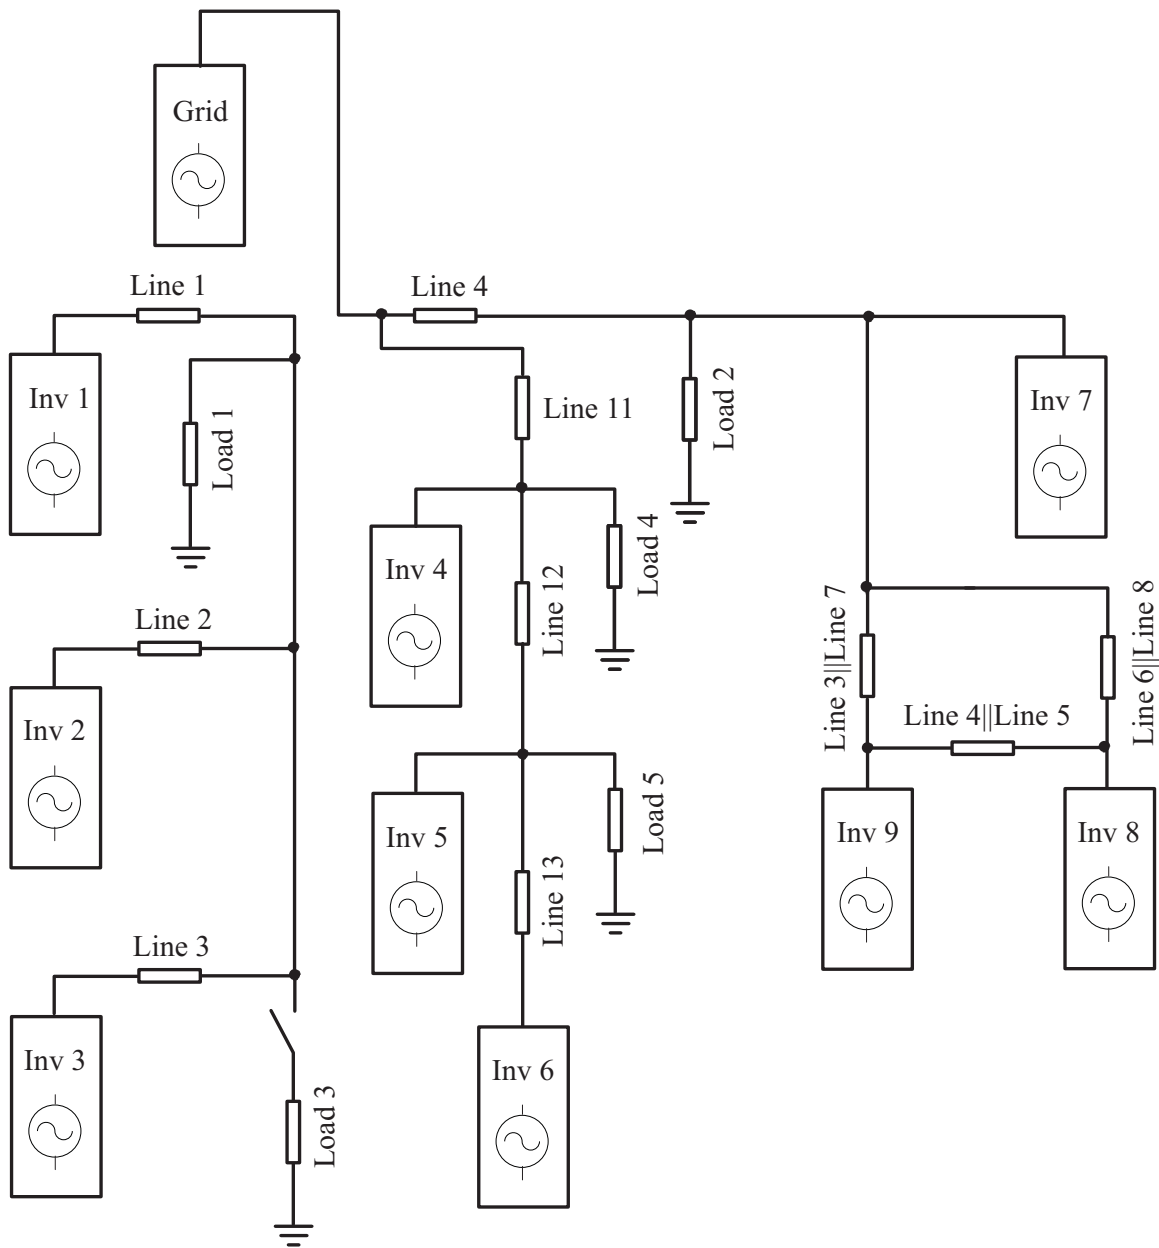 Grid
Line 1
Line 4
Inv 1
Load 1
Line 11
Load 2
Inv 7
Inv 4
Load 4
Line 12
Line 2
Inv 2
Line 3||Line 7
Line 6||Line 8
Line 4||Line 5
Inv 5
Load 5
Inv 9
Inv 8
Line 13
Line 3
Inv 3
Load 3
Inv 6